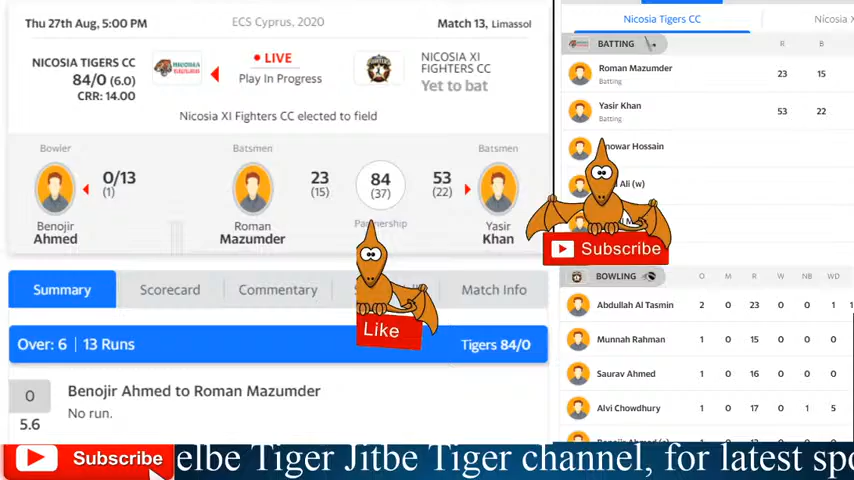 Thu 27th Aug, 5:00 PM
ECS Cyprus, 2020
Match 13, Limassol
NICOSIA TIGERS CC
84/0 (6.0)
CRR: 14.00
LIVE
Play In Progress
NICOSIA XI
FIGHTERS CC
Yet to bat
Nicosia XI Fighters CC elected to field
Bowler
Batsmen
Batsmen
0/13
(1)
23
(15)
84
(37)
53
(22)
Partnership
Benojir
Ahmed
Roman
Mazumder
Yasir
Khan
Like
Summary
Scorecard
Commentary
Match Info
Over: 6 | 13 Runs
Tigers 84/0
0
5.6
Benojir Ahmed to Roman Mazumder
No run.
Nicosia Tigers CC
Nicosia X
BATTING
R B
Roman Mazumder 23 15
Batting
Yasir Khan 53 22
Batting
nowar Hossain
Ali (w)
Subscribe
BOWLING O M R W NB WD
Abdullah Al Tasmin 2 0 23 0 0 1 1
Munnah Rahman 1 0 15 0 0 0
Saurav Ahmed 1 0 16 0 0 0
Alvi Chowdhury 1 0 17 0 1 5
Subscribe
elbe Tiger Jitbe Tiger channel, for latest spo